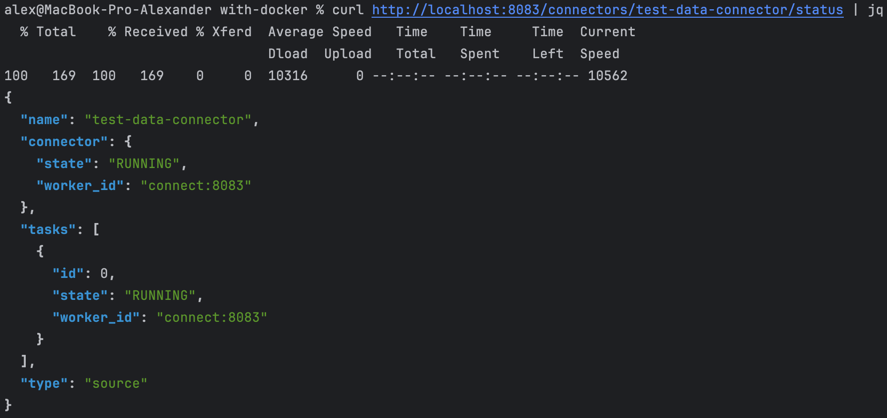 alex@MacBook-Pro-Alexander with-docker % curl http://localhost:8083/connectors/test-data-connector/status | jq
  % Total    % Received % Xferd  Average Speed   Time    Time     Time  Current
                                 Dload  Upload   Total   Spent    Left  Speed
100   169  100   169    0     0  10316      0 --:--:-- --:--:-- --:--:-- 10562
{
  "name": "test-data-connector",
  "connector": {
    "state": "RUNNING",
    "worker_id": "connect:8083"
  },
  "tasks": [
    {
      "id": 0,
      "state": "RUNNING",
      "worker_id": "connect:8083"
    }
  ],
  "type": "source"
}